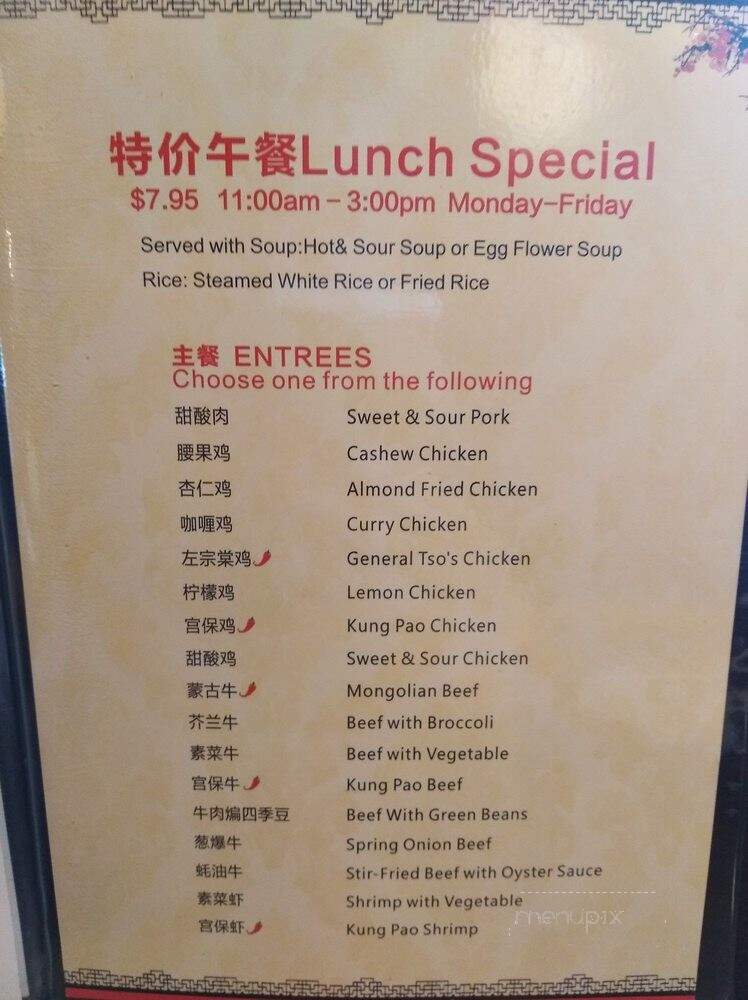 特价午餐Lunch Special
$7.95 11:00am - 3:00pm Monday-Friday
Served with Soup:Hot& Sour Soup or Egg Flower Soup
Rice: Steamed White Rice or Fried Rice
主餐 ENTREES
Choose one from the following
甜酸肉 Sweet & Sour Pork
腰果鸡 Cashew Chicken
杏仁鸡 Almond Fried Chicken
咖喱鸡 Curry Chicken
左宗棠鸡 General Tso's Chicken
柠檬鸡 Lemon Chicken
宫保鸡 Kung Pao Chicken
甜酸鸡 Sweet & Sour Chicken
蒙古牛 Mongolian Beef
芥兰牛 Beef with Broccoli
素菜牛 Beef with Vegetable
宫保牛 Kung Pao Beef
牛肉煸四季豆 Beef With Green Beans
葱爆牛 Spring Onion Beef
蚝油牛 Stir-Fried Beef with Oyster Sauce
素菜虾 Shrimp with Vegetable
menupix
宫保虾 Kung Pao Shrimp